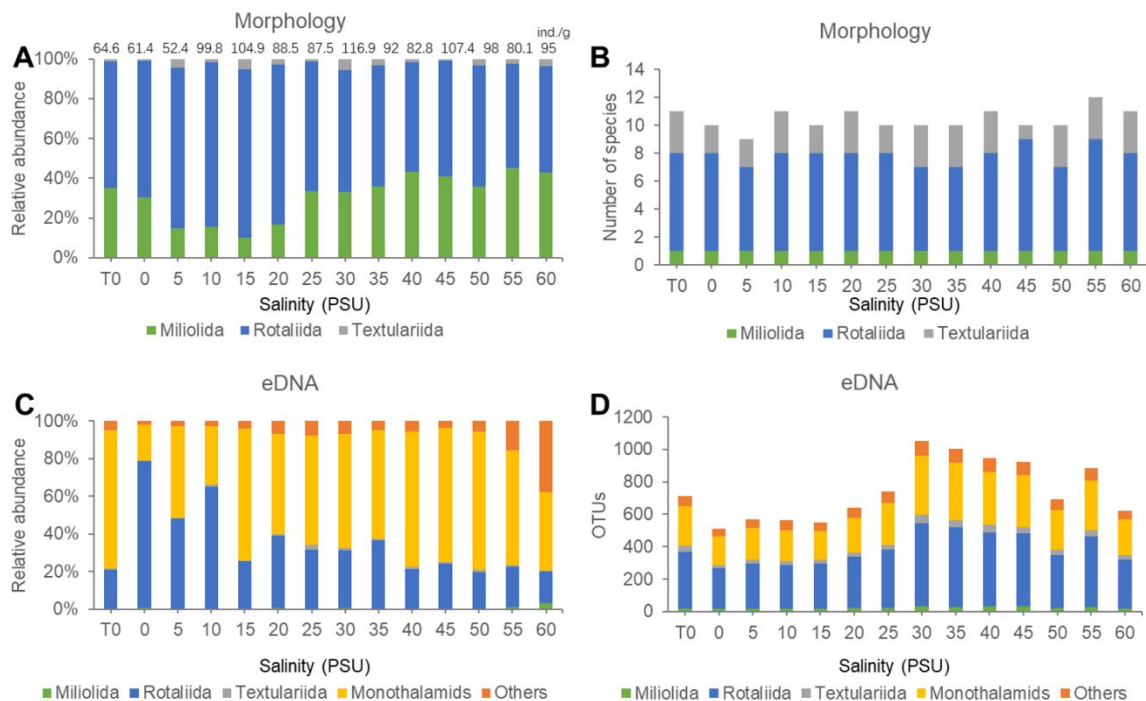 Morphology
ind./g
A
64.6 61.4 52.4 99.8 104.9 88.5 87.5 116.9 92 82.8 107.4 98 80.1 95
100%
80%
60%
40%
20%
0%
Relative abundance
T0 0 5 10 15 20 25 30 35 40 45 50 55 60
Salinity (PSU)
Miliolida Rotaliida Textulariida
B
Morphology
14
12
10
8
6
4
2
0
Number of species
T0 0 5 10 15 20 25 30 35 40 45 50 55 60
Salinity (PSU)
Miliolida Rotaliida Textulariida
C
eDNA
100%
80%
60%
40%
20%
0%
Relative abundance
T0 0 5 10 15 20 25 30 35 40 45 50 55 60
Salinity (PSU)
Miliolida Rotaliida Textulariida Monothalamids Others
D
eDNA
1200
1000
800
600
400
200
0
OTUs
T0 0 5 10 15 20 25 30 35 40 45 50 55 60
Salinity (PSU)
Miliolida Rotaliida Textulariida Monothalamids Others